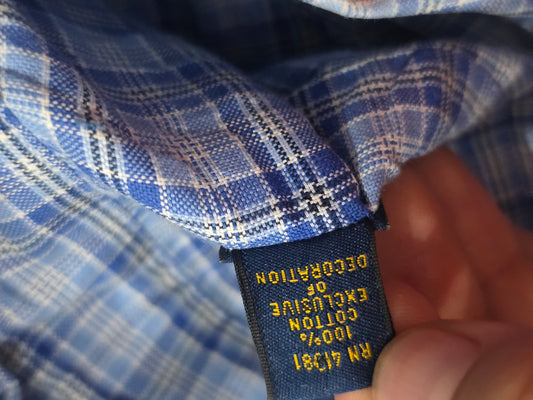 RN 41381
100%
COTTON
EXCLUSIVE
OF
DECORATION